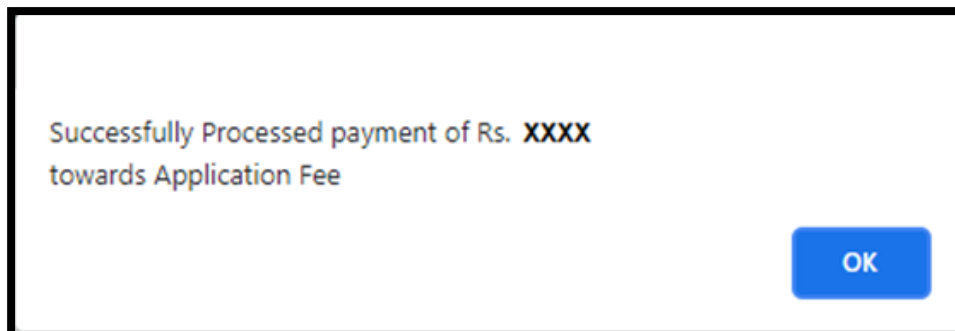 Successfully Processed payment of Rs. XXXX
towards Application Fee
OK